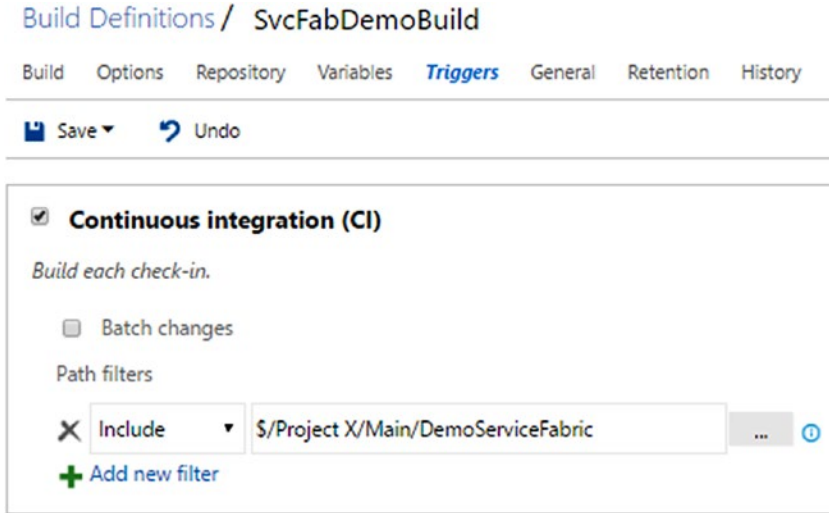 Build Definitions / SvcFabDemoBuild
Build Options Repository Variables Triggers General Retention History
Save Undo
Continuous integration (CI)
Build each check-in.
Batch changes
Path filters
Include $/Project X/Main/DemoServiceFabric ...
Add new filter